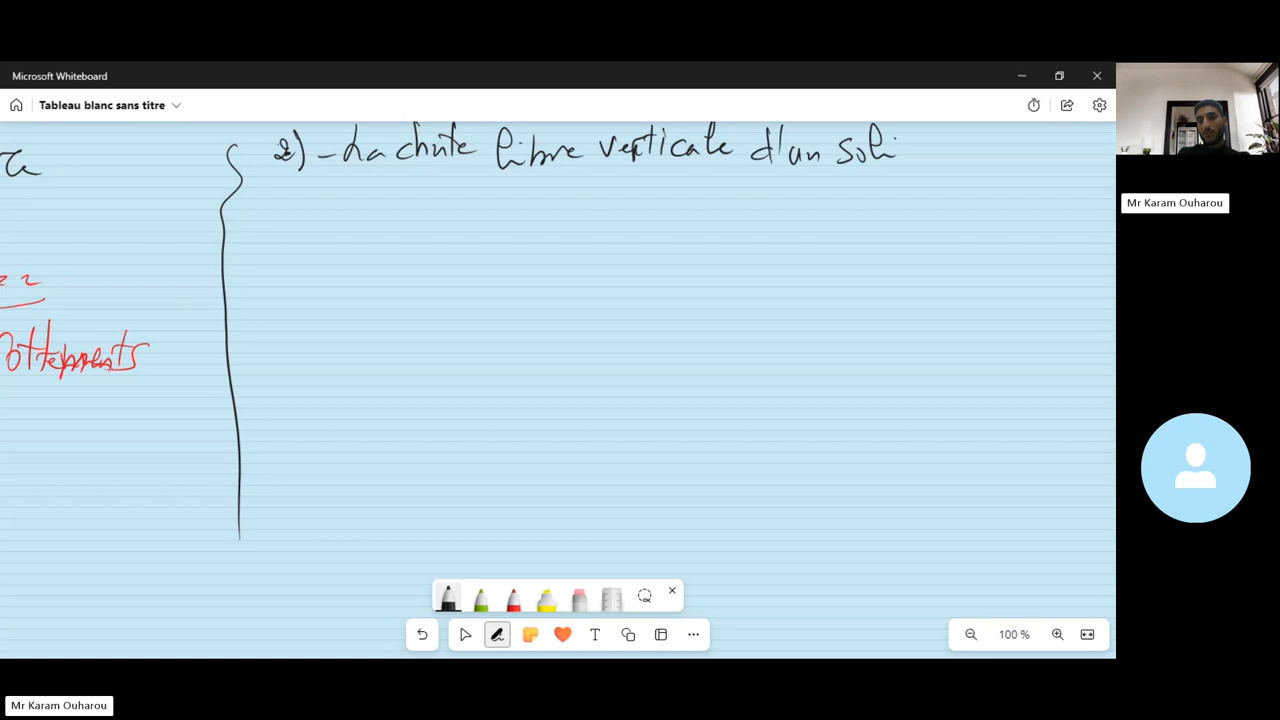 Microsoft Whiteboard
Tableau blanc sans titre
2) - La chute libre verticale d'un soli
ottements
Mr Karam Ouharou
T
100 %
Mr Karam Ouharou